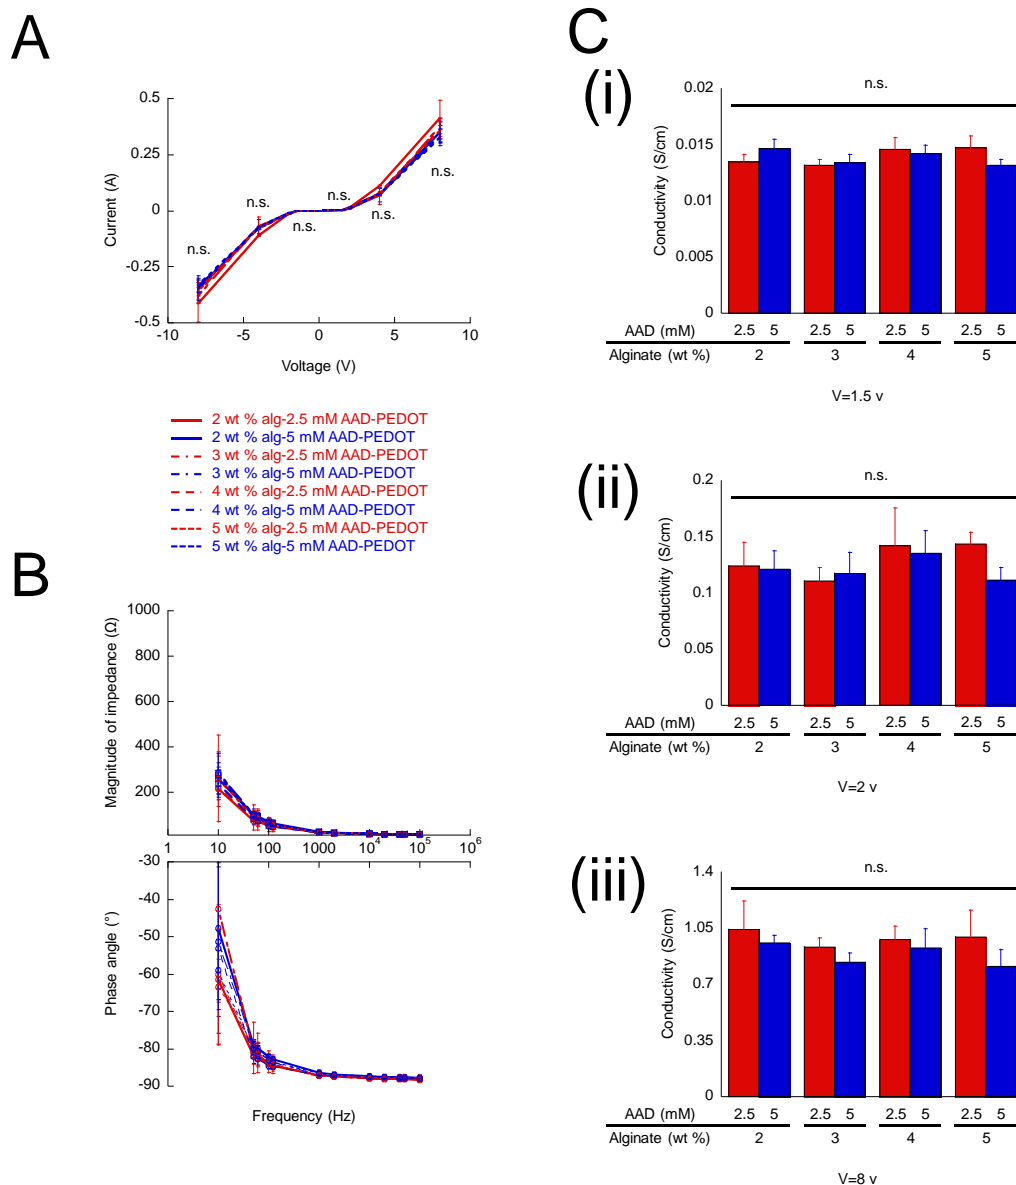 A
0.5
0.25
0
-0.25
-0.5
Current (A)
n.s.
n.s.
n.s.
n.s.
n.s.
n.s.
-10
-5
0
5
10
Voltage (V)
2 wt % alg-2.5 mM AAD-PEDOT
2 wt % alg-5 mM AAD-PEDOT
3 wt % alg-2.5 mM AAD-PEDOT
3 wt % alg-5 mM AAD-PEDOT
4 wt % alg-2.5 mM AAD-PEDOT
4 wt % alg-5 mM AAD-PEDOT
5 wt % alg-2.5 mM AAD-PEDOT
5 wt % alg-5 mM AAD-PEDOT
B
1000
800
600
400
200
Magnitude of impedance (Ω)
1
10
100
1000
10⁴
10⁵
10⁶
-30
-40
-50
-60
-70
-80
-90
Phase angle (°)
Frequency (Hz)
C
(i)
0.02
0.015
0.01
0.005
0
Conductivity (S/cm)
n.s.
AAD (mM) 2.5 5 2.5 5 2.5 5 2.5 5
Alginate (wt %) 2 3 4 5
V=1.5 v
(ii)
0.2
0.15
0.1
0.05
0
Conductivity (S/cm)
n.s.
AAD (mM) 2.5 5 2.5 5 2.5 5 2.5 5
Alginate (wt %) 2 3 4 5
V=2 v
(iii)
1.4
1.05
0.7
0.35
0
Conductivity (S/cm)
n.s.
AAD (mM) 2.5 5 2.5 5 2.5 5 2.5 5
Alginate (wt %) 2 3 4 5
V=8 v